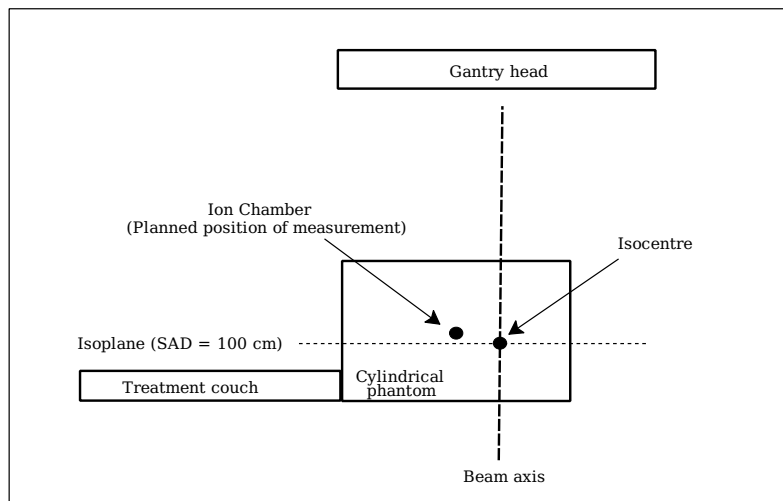 Gantry head
Ion Chamber
(Planned position of measurement)
Isocentre
Isoplane (SAD = 100 cm)
Treatment couch
Cylindrical
phantom
Beam axis